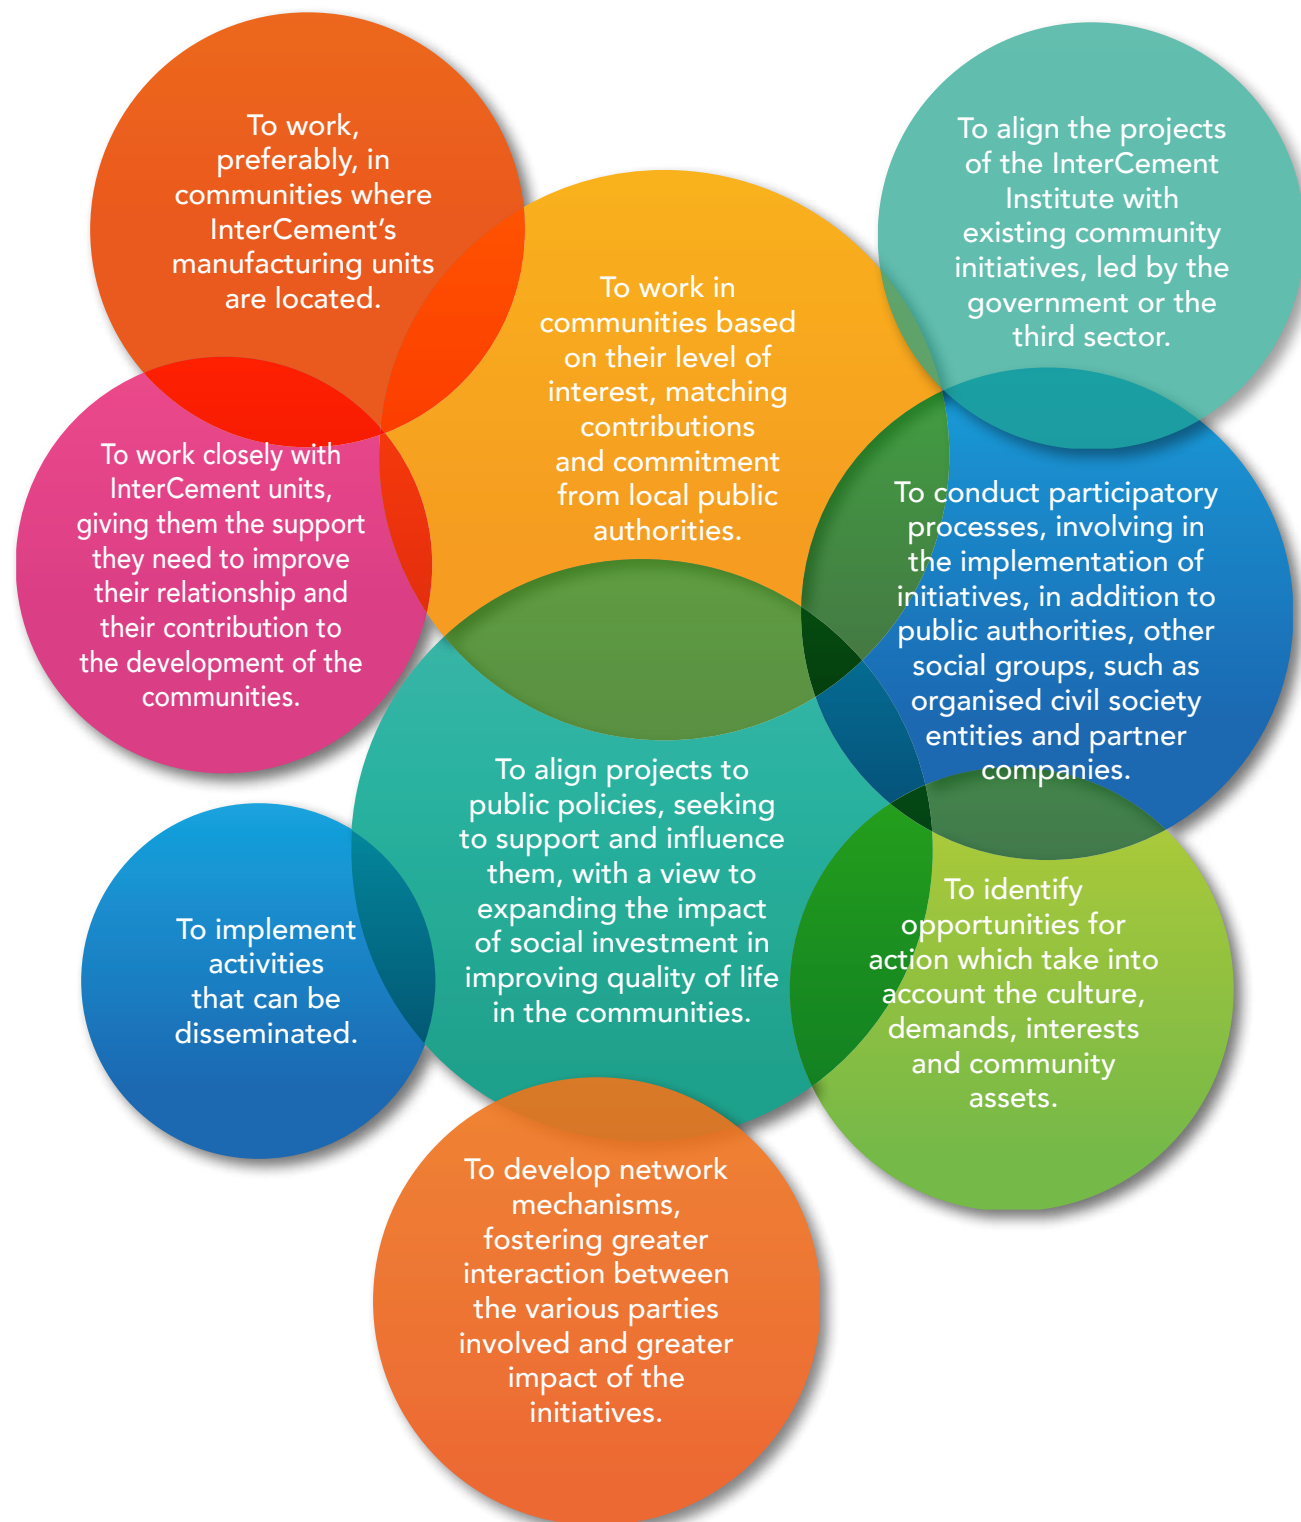 To work,
preferably, in
communities where
InterCement’s
manufacturing units
are located.
To align the projects
of the InterCement
Institute with
existing community
initiatives, led by the
government or the
third sector.
To work in
communities based
on their level of
interest, matching
contributions
and commitment
from local public
authorities.
To work closely with
InterCement units,
giving them the support
they need to improve
their relationship and
their contribution to
the development of the
communities.
To conduct participatory
processes, involving in
the implementation of
initiatives, in addition to
public authorities, other
social groups, such as
organised civil society
entities and partner
companies.
To align projects to
public policies, seeking
to support and influence
them, with a view to
expanding the impact
of social investment in
improving quality of life
in the communities.
To implement
activities
that can be
disseminated.
To identify
opportunities for
action which take into
account the culture,
demands, interests
and community
assets.
To develop network
mechanisms,
fostering greater
interaction between
the various parties
involved and greater
impact of the
initiatives.